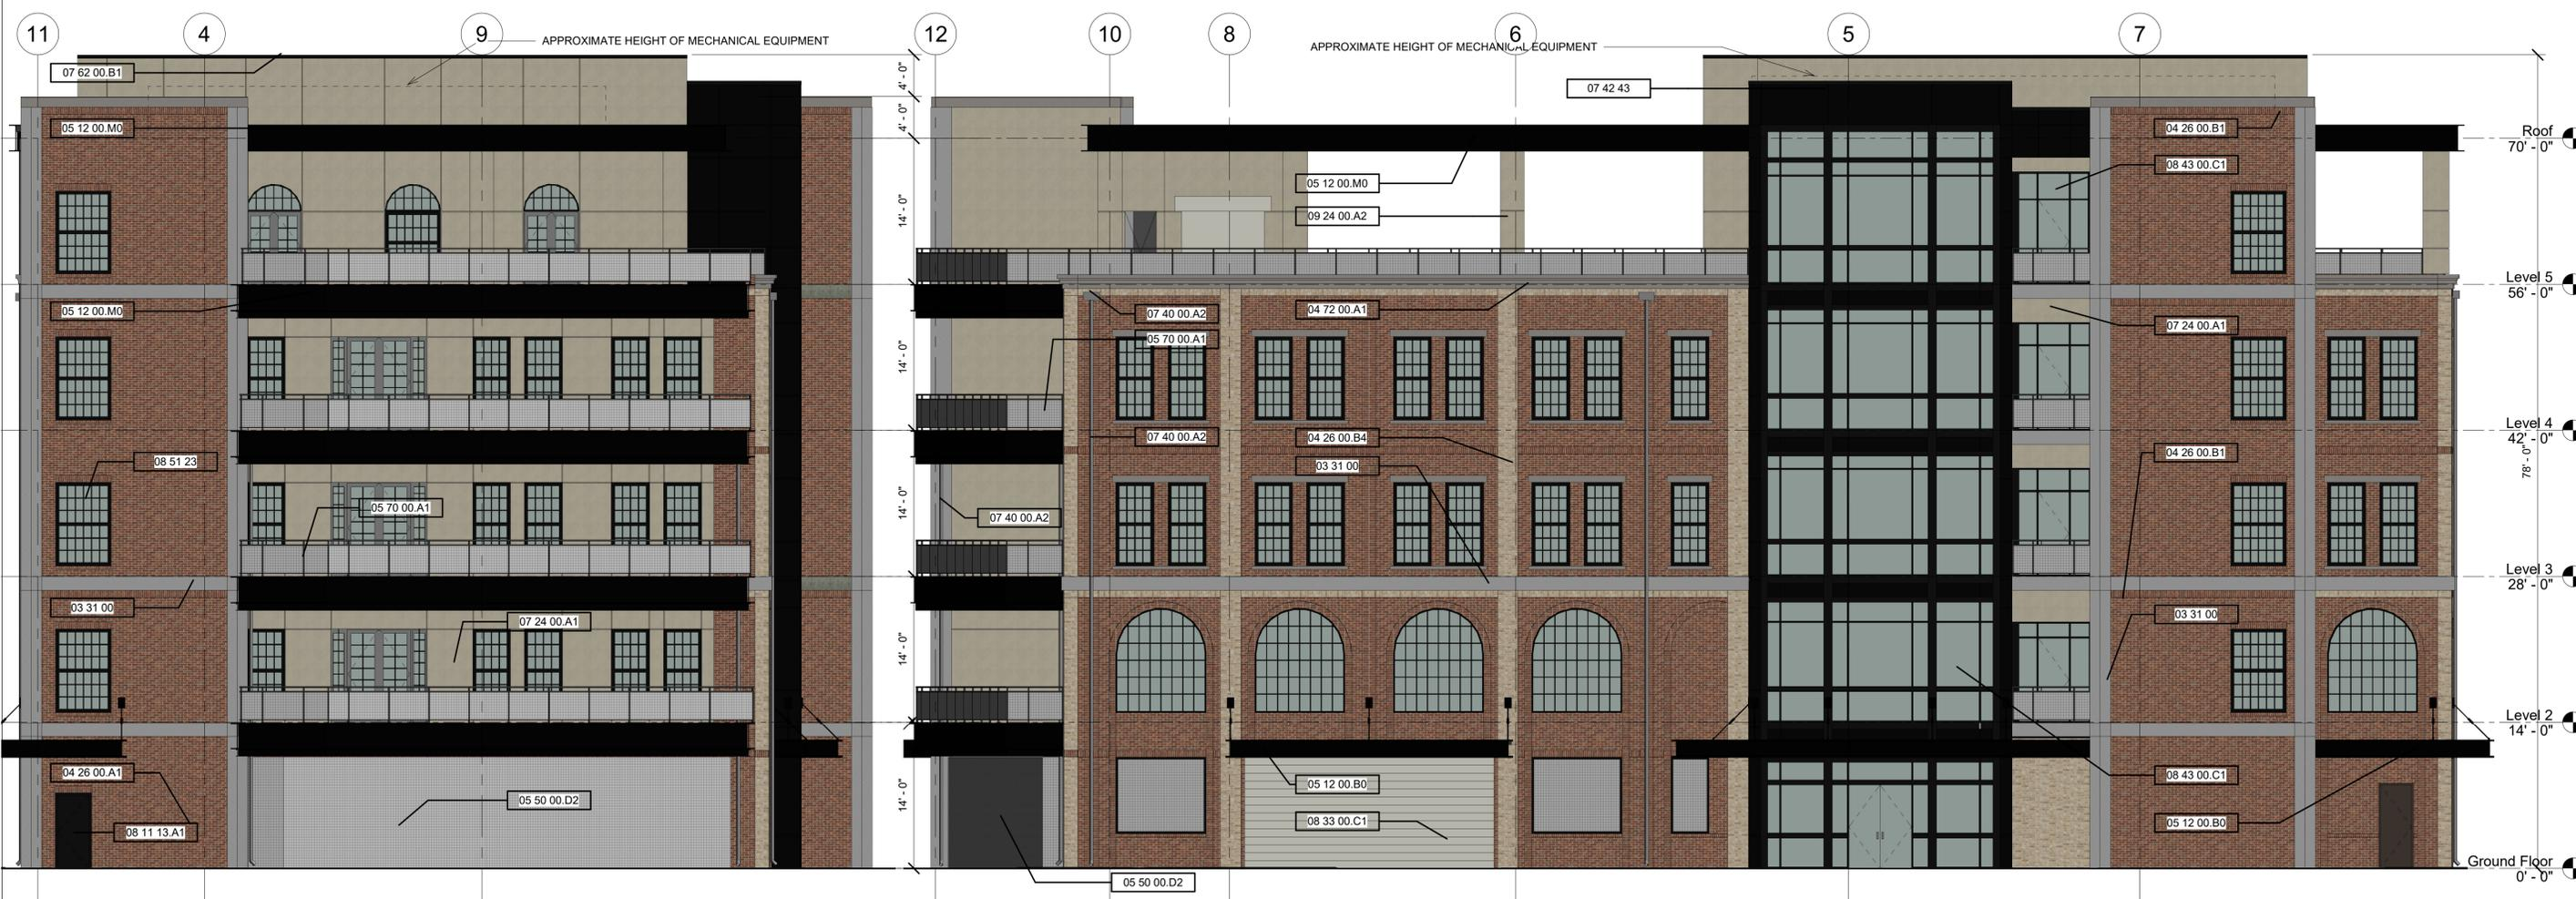 11
4
9
APPROXIMATE HEIGHT OF MECHANICAL EQUIPMENT
12
10
8
6
APPROXIMATE HEIGHT OF MECHANICAL EQUIPMENT
5
7
07 62 00.B1
05 12 00.M0
05 12 00.M0
08 51 23
05 70 00.A1
03 31 00
07 24 00.A1
04 26 00.A1
08 11 13.A1
05 50 00.D2
4' - 0"
4' - 0"
14' - 0"
14' - 0"
14' - 0"
14' - 0"
14' - 0"
07 42 43
05 12 00.M0
09 24 00.A2
07 40 00.A2
05 70 00.A1
04 72 00.A1
07 40 00.A2
04 26 00.B4
03 31 00
07 40 00.A2
05 12 00.B0
08 33 00.C1
05 50 00.D2
04 26 00.B1
08 43 00.C1
07 24 00.A1
04 26 00.B1
03 31 00
08 43 00.C1
05 12 00.B0
Roof
70' - 0"
Level 5
56' - 0"
Level 4
42' - 0"
78' - 0"
Level 3
28' - 0"
Level 2
14' - 0"
Ground Floor
0' - 0"